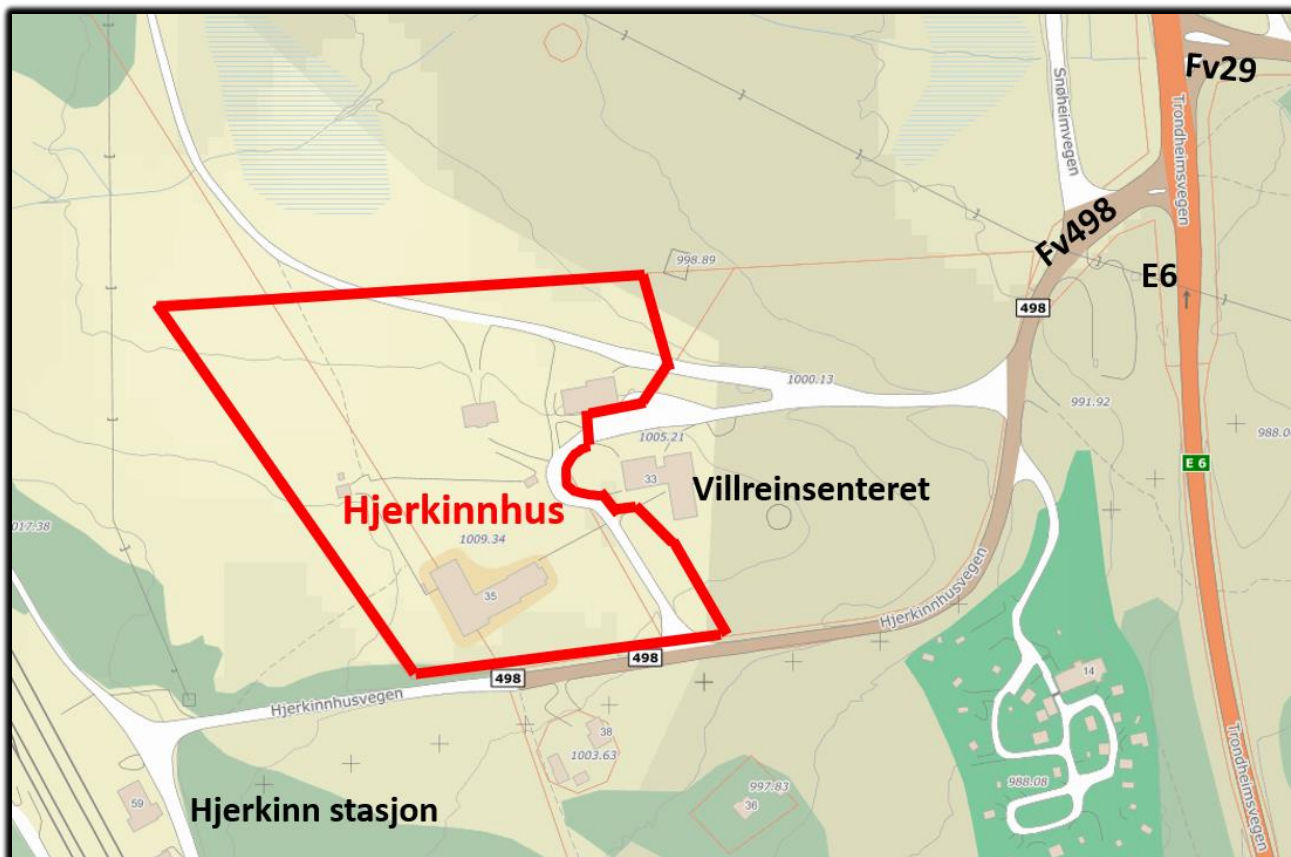 Fv29
Snøheimvegen
Trondheimsvegen
Fv498
998.89
E6
498
1000.13
991.92
1005.21
988.0
E 6
33
Villreinsenteret
Hjerkinnhus
1009.34
017.38
35
Hjerkinnhusvegen
498
498
14
Hjerkinnhusvegen
38
1003.63
Trondheimsvegen
988.08
997.83
36
59
Hjerkinn stasjon